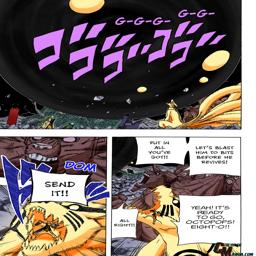 G-G-
G-G-G-
ゴゴゴゴゴゴ
DOM
SEND
IT!!
PUT IN
ALL
YOU'VE
GOT!!
LET'S BLAST
HIM TO BITS
BEFORE HE
REVIVES!
ALL
RIGHT!!
YEAH! IT'S
READY
TO GO,
OCTOPOPS!
EIGHT-O!!